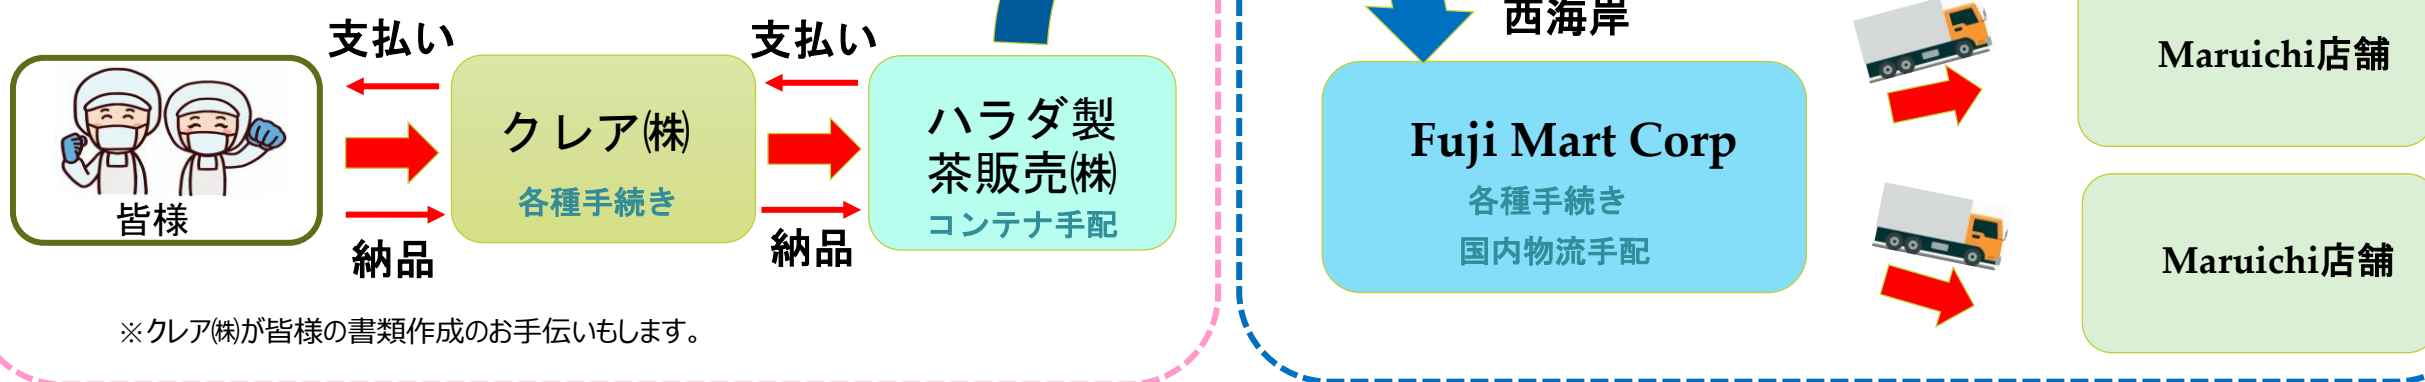 支払い
支払い
西海岸
皆様
クレア㈱
各種手続き
ハラダ製
茶販売㈱
コンテナ手配
納品
納品
※クレア㈱が皆様の書類作成のお手伝いもします。
Fuji Mart Corp
各種手続き
国内物流手配
Maruichi店舗
Maruichi店舗